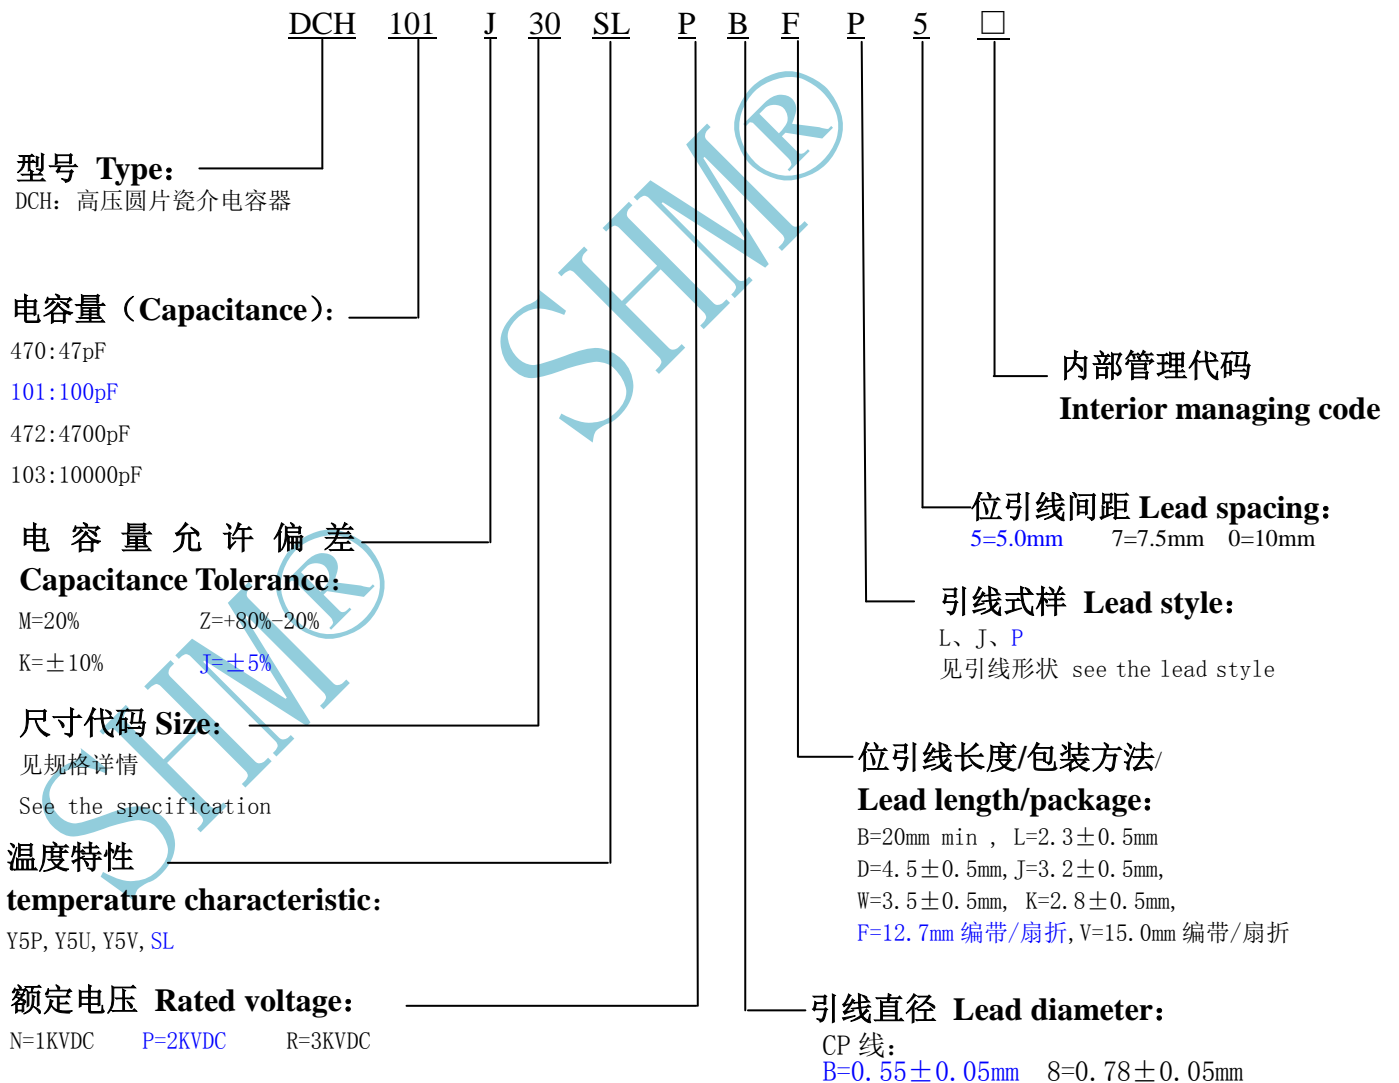 DCH 101 J 30 SL P B F P 5 □
型号 Type：
DCH：高压圆片瓷介电容器
电容量（Capacitance）：
470:47pF
101:100pF
472:4700pF
103:10000pF
电 容 量 允 许 偏 差
Capacitance Tolerance：
M=20% Z=+80%-20%
K=±10% J=±5%
尺寸代码 Size：
见规格详情
See the specification
温度特性
temperature characteristic：
Y5P,Y5U,Y5V,SL
额定电压 Rated voltage：
N=1KVDC P=2KVDC R=3KVDC
内部管理代码
Interior managing code
位引线间距 Lead spacing：
5=5.0mm 7=7.5mm 0=10mm
引线式样 Lead style：
L、J、P
见引线形状 see the lead style
位引线长度/包装方法/
Lead length/package：
B=20mm min , L=2.3±0.5mm
D=4.5±0.5mm,J=3.2±0.5mm,
W=3.5±0.5mm, K=2.8±0.5mm,
F=12.7mm 编带/扇折,V=15.0mm 编带/扇折
引线直径 Lead diameter：
CP 线：
B=0.55±0.05mm 8=0.78±0.05mm
SHM®
SHM®